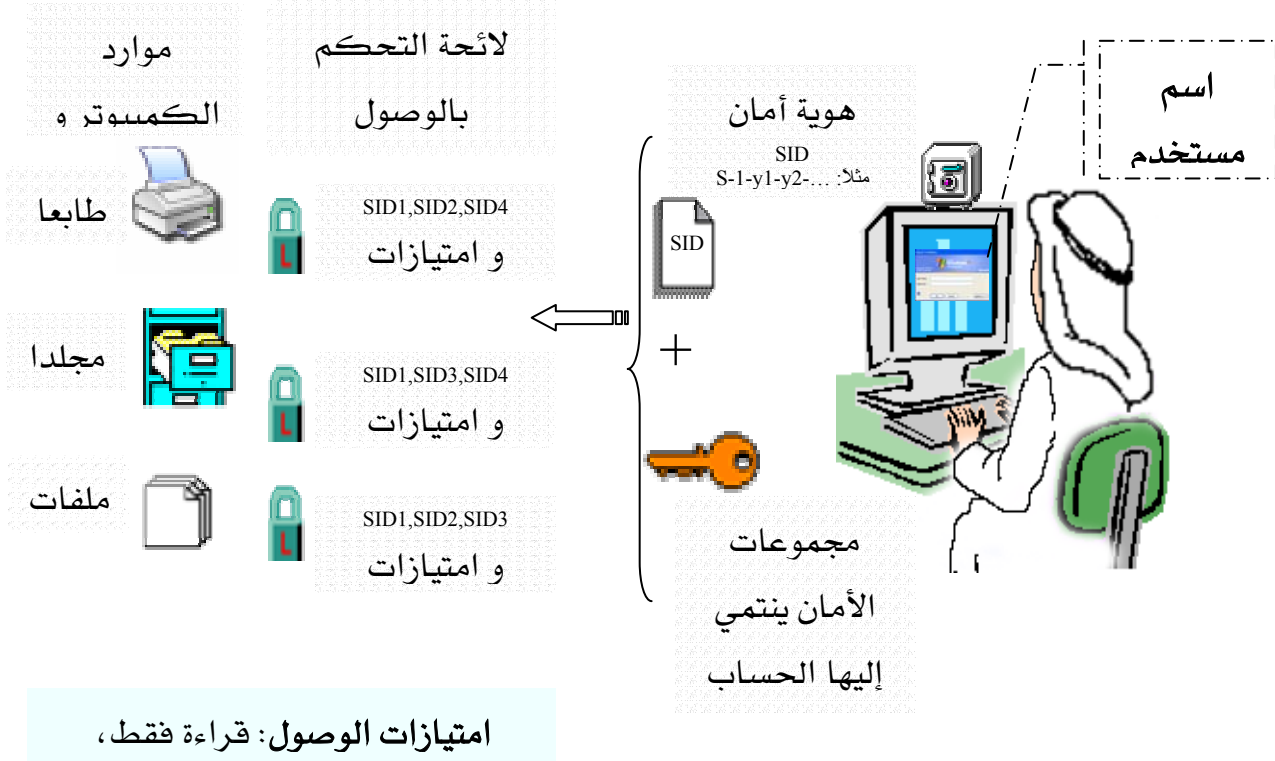 اسم
مستخدم
هوية أمان
SID
مثلا: ...-S-1-y1-y2
SID
+
مجموعات
الأمان ينتمي
إليها الحساب
لائحة التحكم
بالوصول
SID1,SID2,SID4
و امتيازات
SID1,SID3,SID4
و امتيازات
SID1,SID2,SID3
و امتيازات
موارد
الكمبيوتر و
طابعا
مجلدا
ملفات
L
L
L
امتيازات الوصول: قراءة فقط،